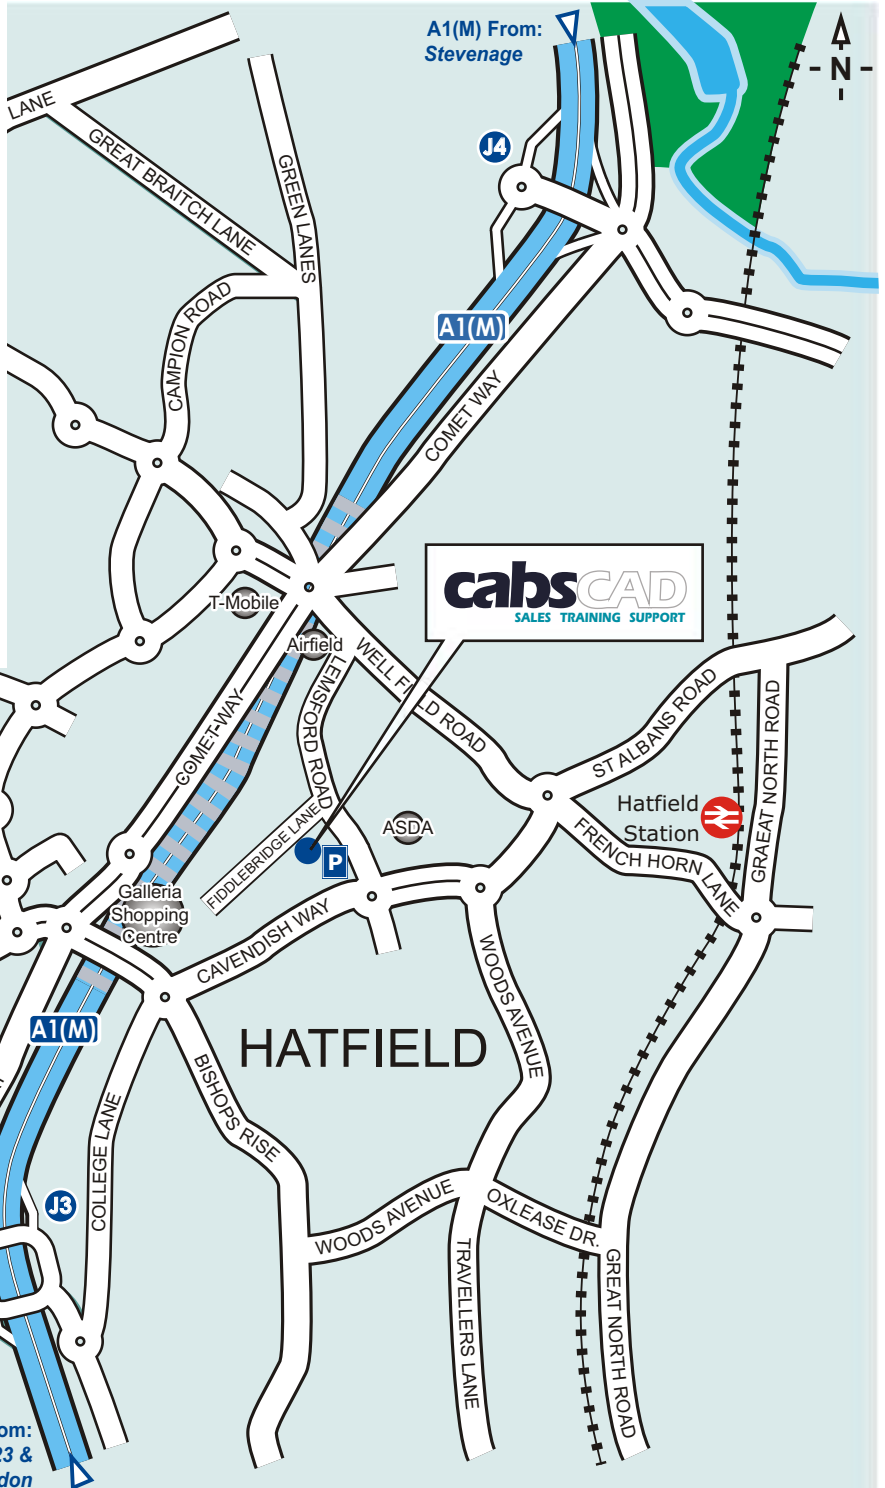 A1(M) From:
Stevenage
N
LANE
J4
GREAT BRAITCH LANE
GREEN LANES
CAMPION ROAD
A1(M)
COMET WAY
cabsCAD
SALES TRAINING SUPPORT
T-Mobile
Airfield
WELLFIELD ROAD
LEMSFORD ROAD
COMET-WAY
ST ALBANS ROAD
GRAEAT NORTH ROAD
Hatfield
Station
FIDDLEBRIDGE LANE
ASDA
P
FRENCH HORN LANE
Galleria
Shopping
Centre
CAVENDISH WAY
WOODS AVENUE
A1(M)
HATFIELD
BISHOPS RISE
COLLEGE LANE
J3
WOODS AVENUE
OXLEASE DR.
TRAVELLERS LANE
GREAT NORTH ROAD
om:
23 &
don